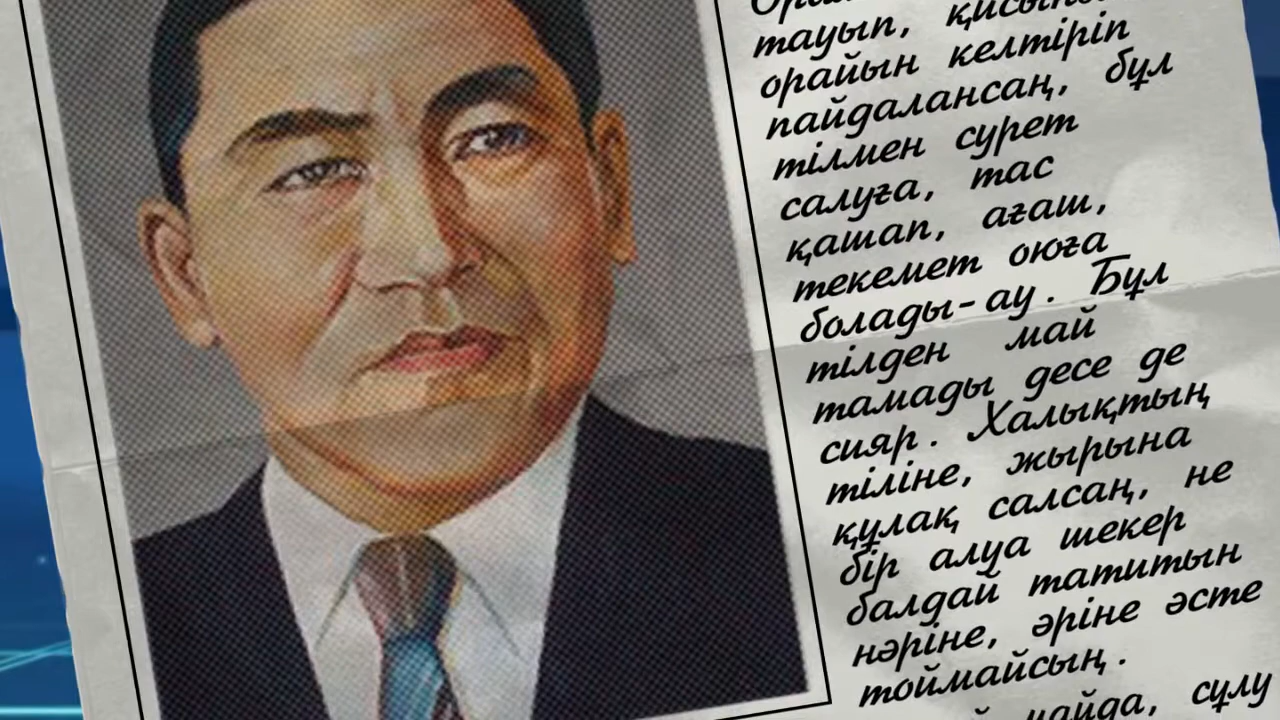 тауып,
орайын келтіріп
пайдалансаң, бұл
тілмен сурет
салуға, тас
қашап, ағаш,
текемет оюға
болады-ау. Бұл
тілден май
тамады десе де
сияр. Халықтың
тіліне, жырына
құлақ салсаң, не
бір алуа шекер
балдай татитын
нәріне, әріне әсте
тоймайсың.
сұлу